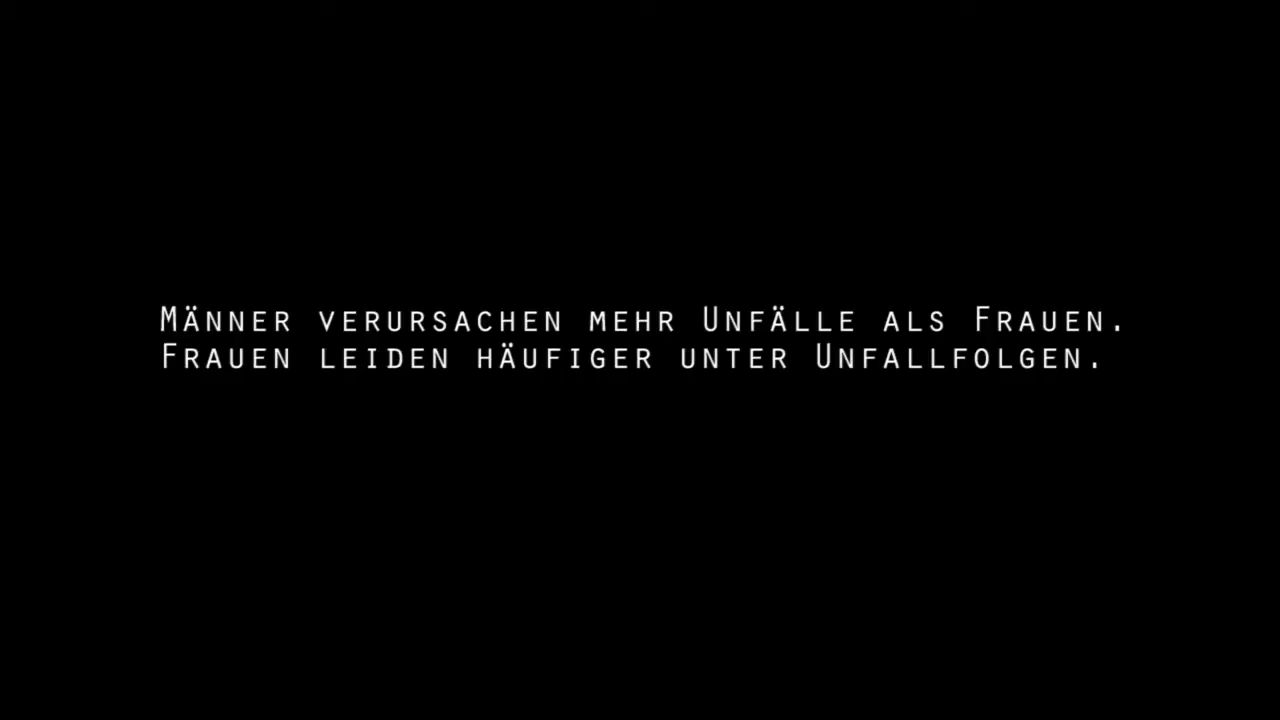 Männer verursachen mehr Unfälle als Frauen.
Frauen leiden häufiger unter Unfallfolgen.